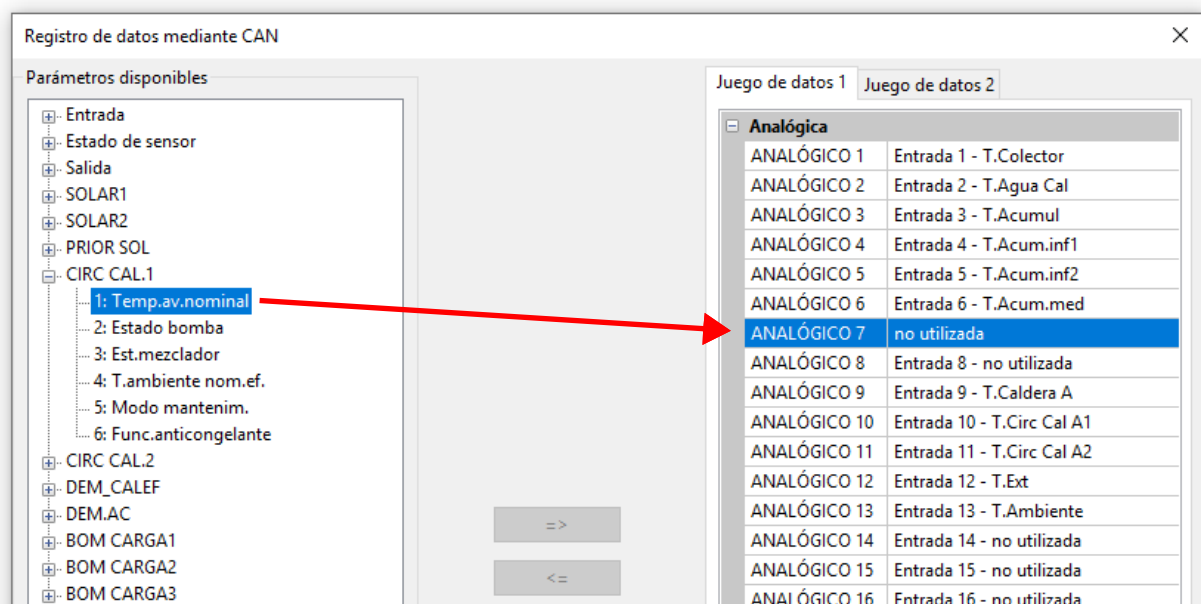 Registro de datos mediante CAN
Parámetros disponibles
Entrada
Estado de sensor
Salida
SOLAR1
SOLAR2
PRIOR SOL
CIRC CAL.1
1: Temp.av.nominal
2: Estado bomba
3: Est.mezclador
4: T.ambiente nom.ef.
5: Modo mantenim.
6: Func.anticongelante
CIRC CAL.2
DEM_CALEF
DEM.AC
BOM CARGA1
BOM CARGA2
BOM CARGA3
=>
<=
Juego de datos 1 Juego de datos 2
Analógica
ANALÓGICO 1 Entrada 1 - T.Colector
ANALÓGICO 2 Entrada 2 - T.Agua Cal
ANALÓGICO 3 Entrada 3 - T.Acumul
ANALÓGICO 4 Entrada 4 - T.Acum.inf1
ANALÓGICO 5 Entrada 5 - T.Acum.inf2
ANALÓGICO 6 Entrada 6 - T.Acum.med
ANALÓGICO 7 no utilizada
ANALÓGICO 8 Entrada 8 - no utilizada
ANALÓGICO 9 Entrada 9 - T.Caldera A
ANALÓGICO 10 Entrada 10 - T.Circ Cal A1
ANALÓGICO 11 Entrada 11 - T.Circ Cal A2
ANALÓGICO 12 Entrada 12 - T.Ext
ANALÓGICO 13 Entrada 13 - T.Ambiente
ANALÓGICO 14 Entrada 14 - no utilizada
ANALÓGICO 15 Entrada 15 - no utilizada
ANALÓGICO 16 Entrada 16 - no utilizada